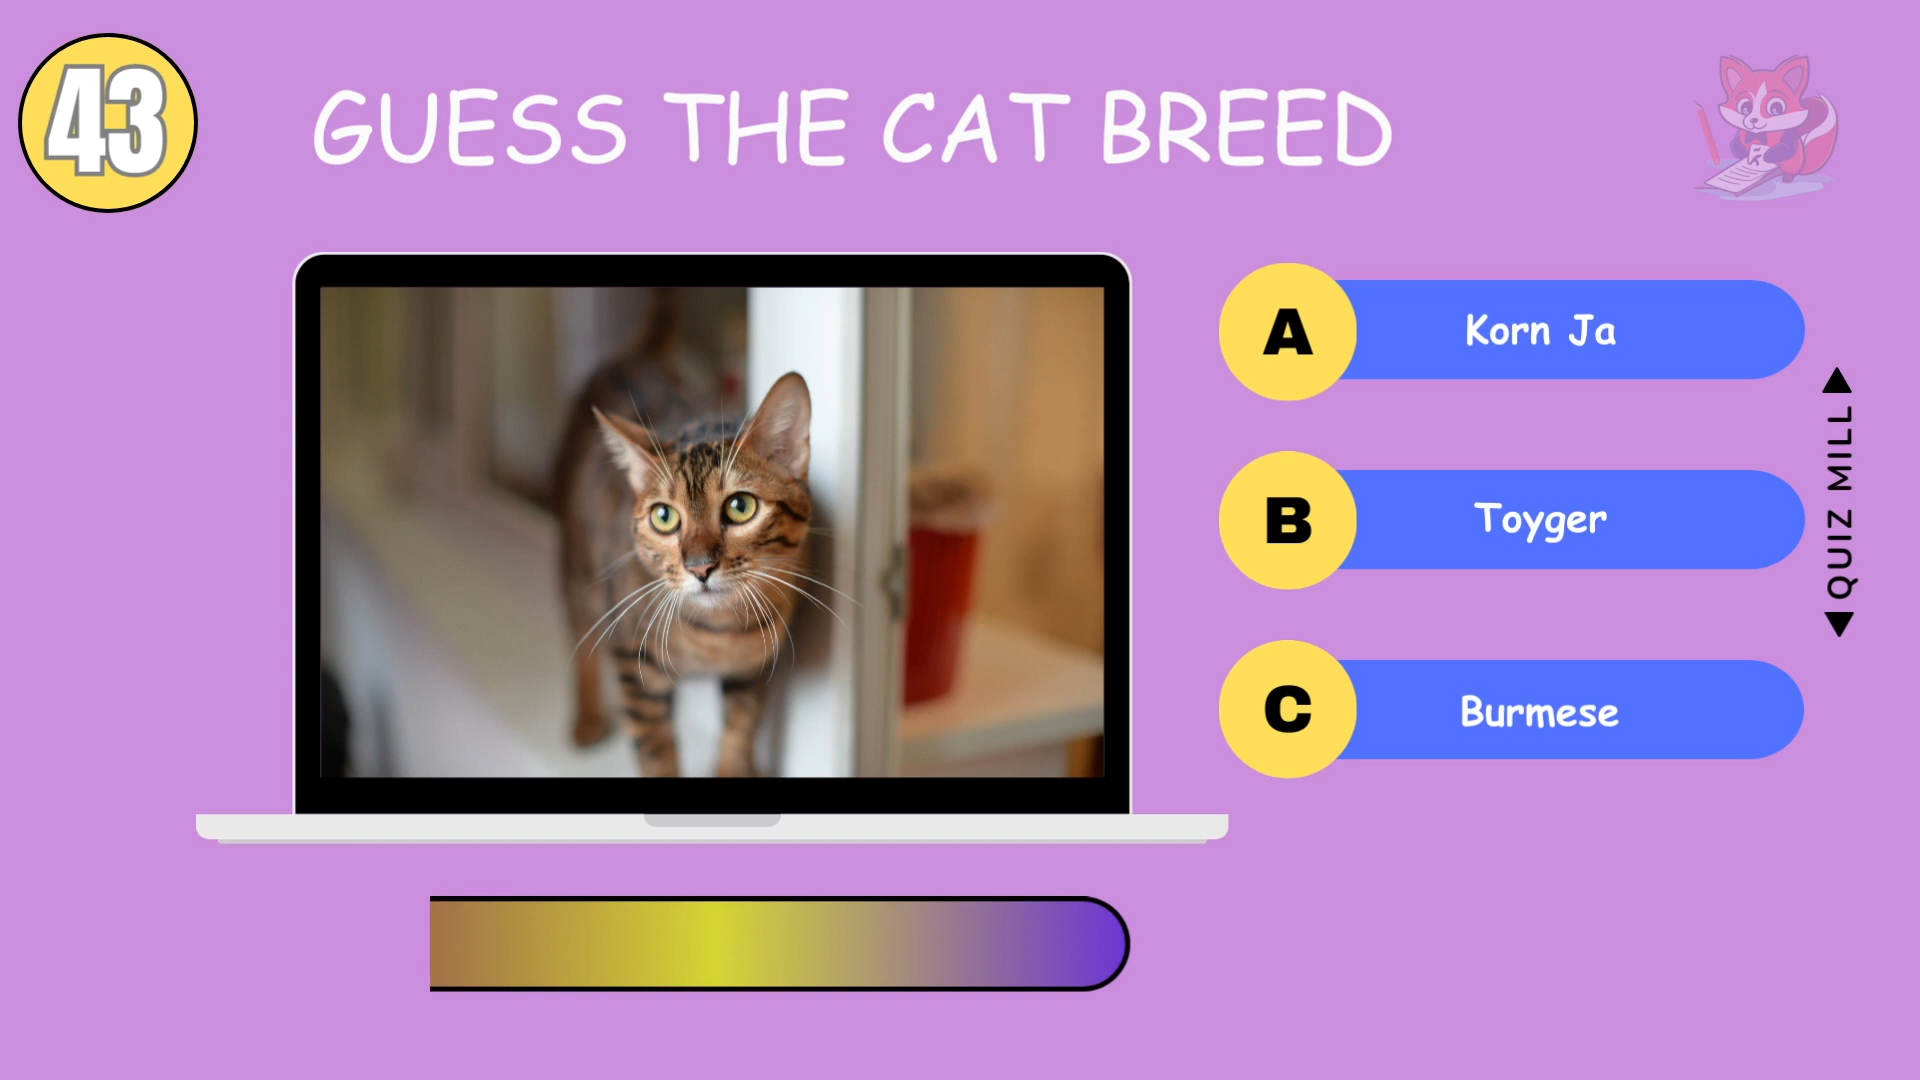 43
GUESS THE CAT BREED
A
Korn Ja
B
Toyger
C
Burmese
QUIZ MILL